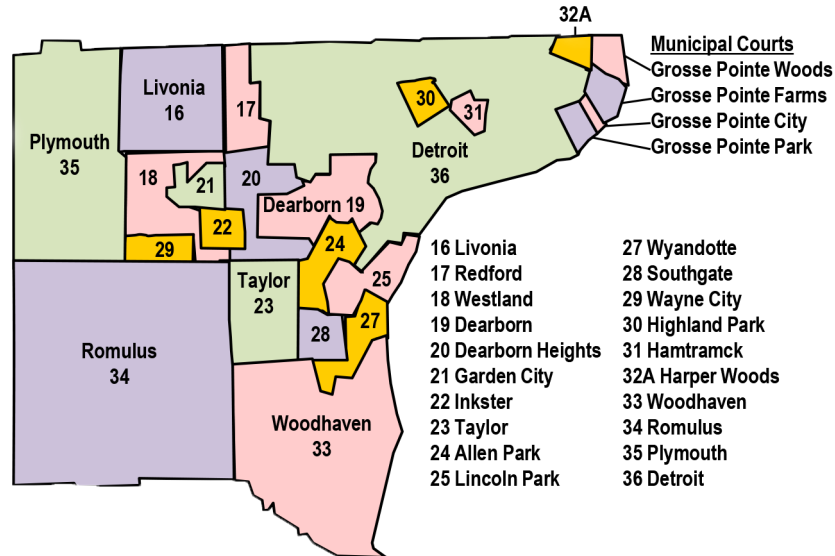 32A
Municipal Courts
Grosse Pointe Woods
Grosse Pointe Farms
Grosse Pointe City
Grosse Pointe Park
Livonia
16
17
30
31
Plymouth
35
Detroit
36
18
21
20
Dearborn 19
22
24
29
25
Taylor
23
27
28
Romulus
34
Woodhaven
33
16 Livonia
17 Redford
18 Westland
19 Dearborn
20 Dearborn Heights
21 Garden City
22 Inkster
23 Taylor
24 Allen Park
25 Lincoln Park
27 Wyandotte
28 Southgate
29 Wayne City
30 Highland Park
31 Hamtramck
32A Harper Woods
33 Woodhaven
34 Romulus
35 Plymouth
36 Detroit